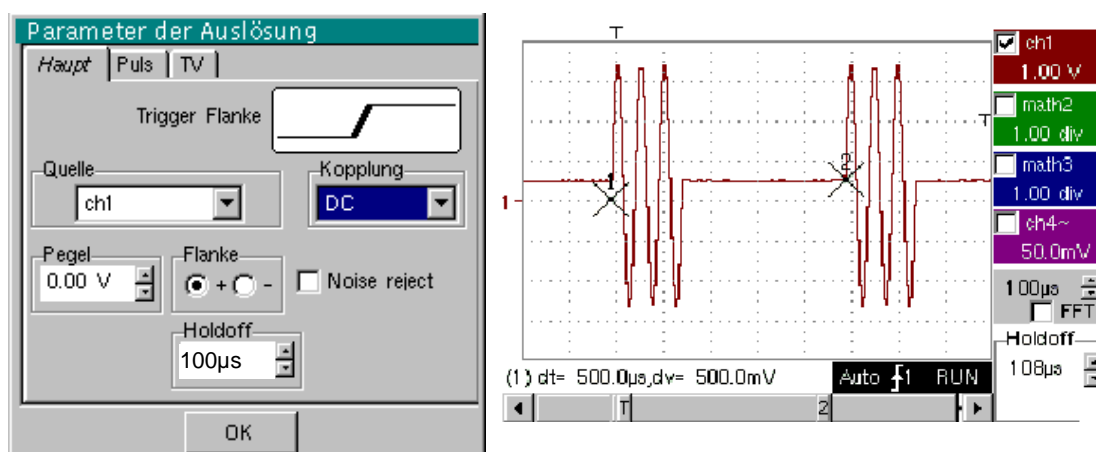 Parameter der Auslösung
Haupt Puls TV
Trigger Flanke
Quelle
ch1
Kopplung
DC
Pegel
0.00 V
Flanke
+ -
Noise reject
Holdoff
100µs
OK
T
1
2
T
1
(1) dt= 500.0µs,dv= 500.0mV
Auto 1 RUN
T 2
ch1
1.00 V
math2
1.00 div
math3
1.00 div
ch4~
50.0mV
100µs
FFT
Holdoff
108µs